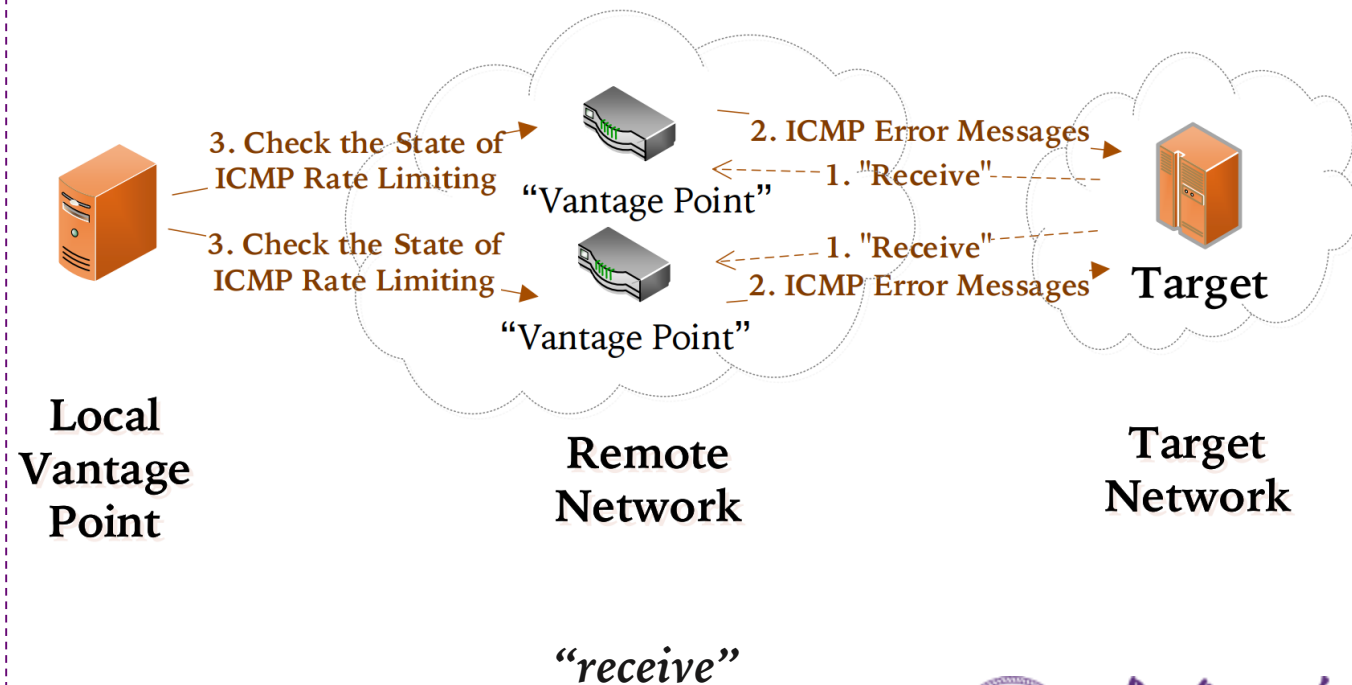 3. Check the State of
ICMP Rate Limiting
2. ICMP Error Messages
1. "Receive"
“Vantage Point”
3. Check the State of
ICMP Rate Limiting
1. "Receive"
2. ICMP Error Messages
“Vantage Point”
Target
Local
Vantage
Point
Remote
Network
Target
Network
“receive”